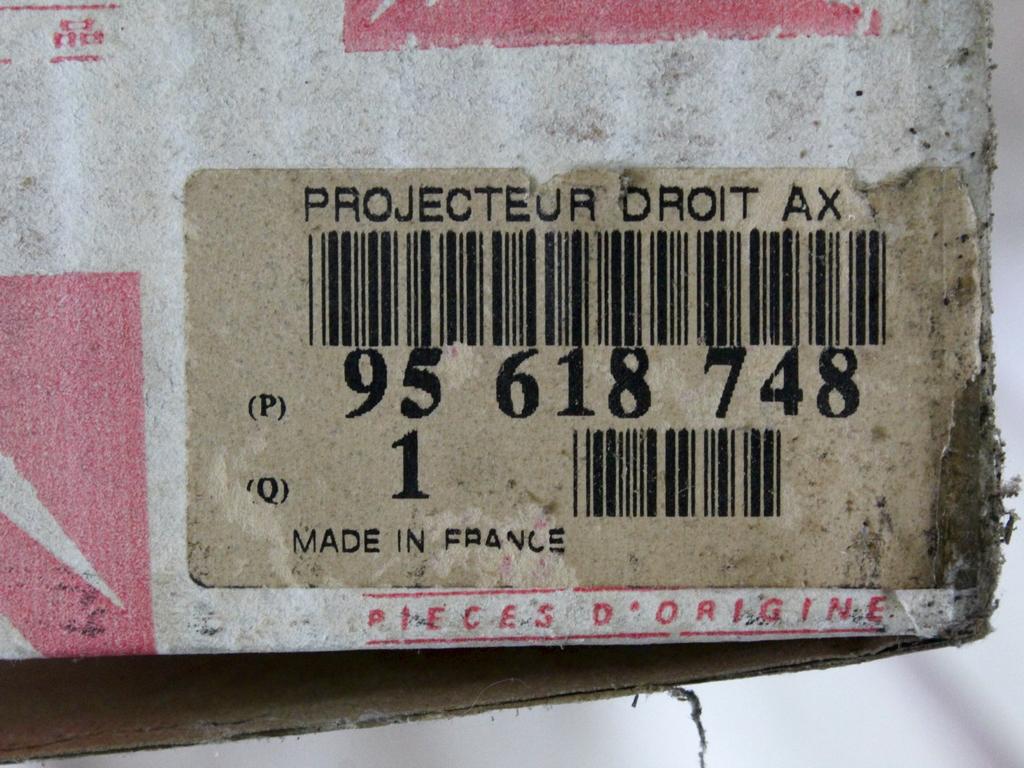 PROJECTEUR DROIT AX
(P) 95 618 748
(Q) 1
MADE IN FRANCE
PIECES D'ORIGINE